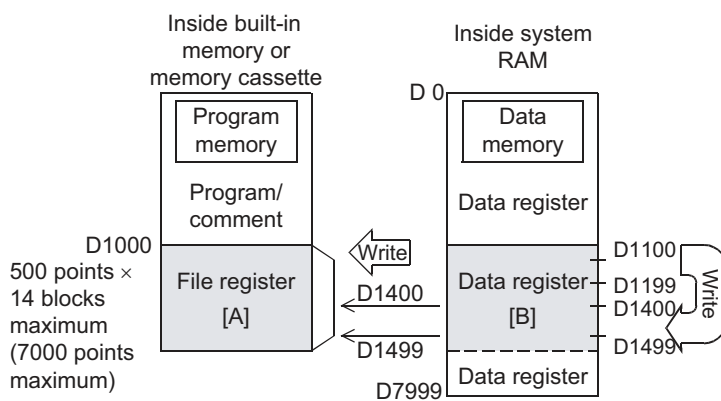 Inside built-in
memory or
memory cassette
Program
memory
Program/
comment
D1000
500 points ×
14 blocks
maximum
(7000 points
maximum)
File register
[A]
Write
D1400
D1499
Inside system
RAM
D 0
Data
memory
Data register
Data register
[B]
Data register
D7999
D1100
D1199
D1400
D1499
Write